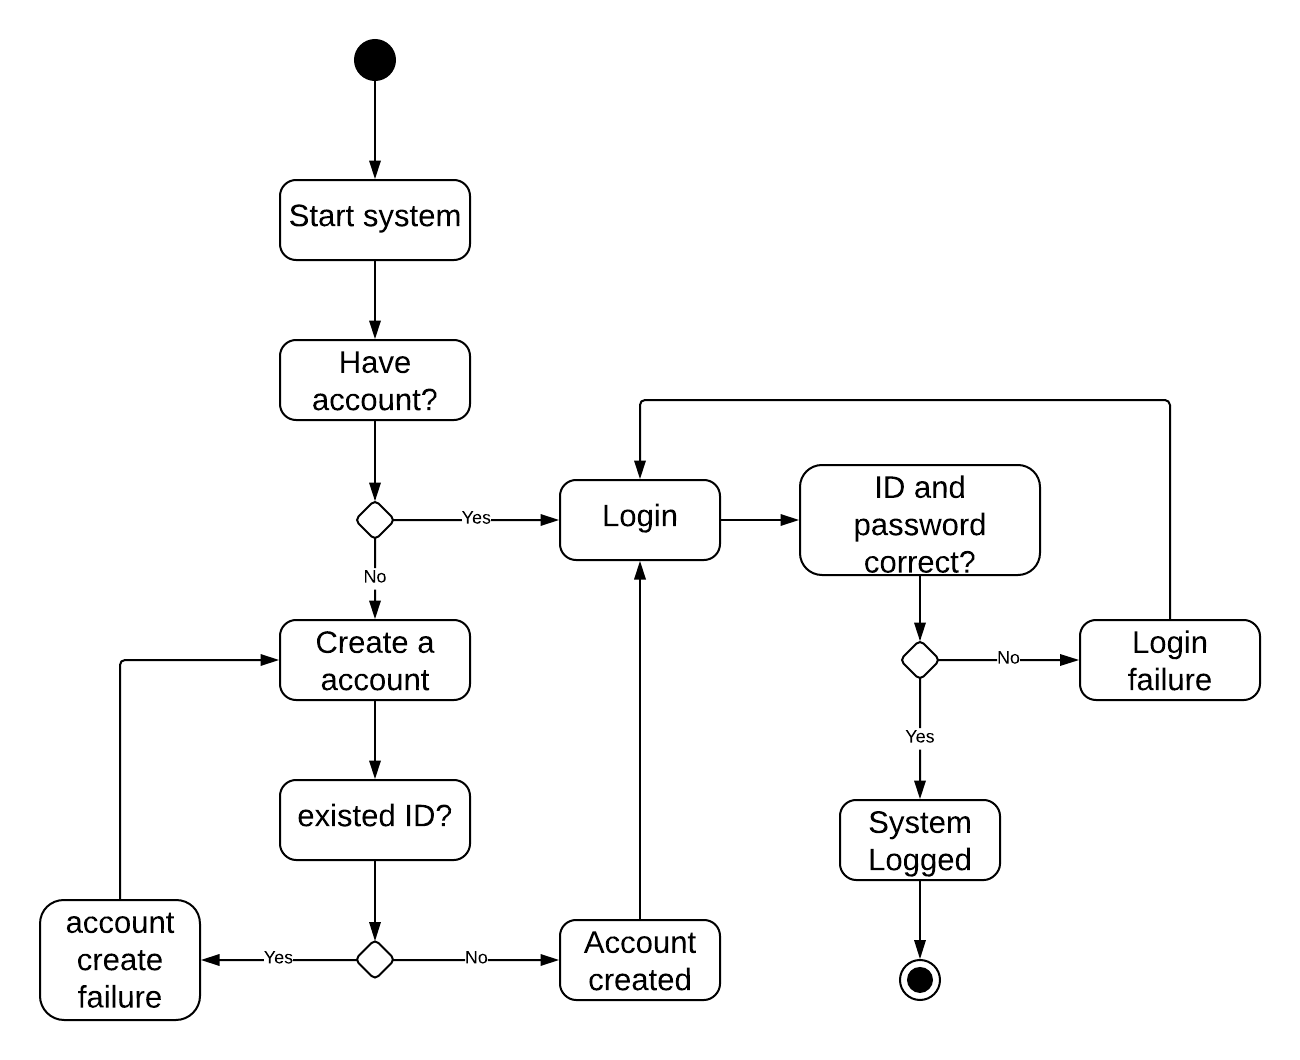 Start system
Have
account?
Yes
No
Login
ID and
password
correct?
No
Login
failure
Yes
System
Logged
Create a
account
existed ID?
Yes
No
account
create
failure
Account
created